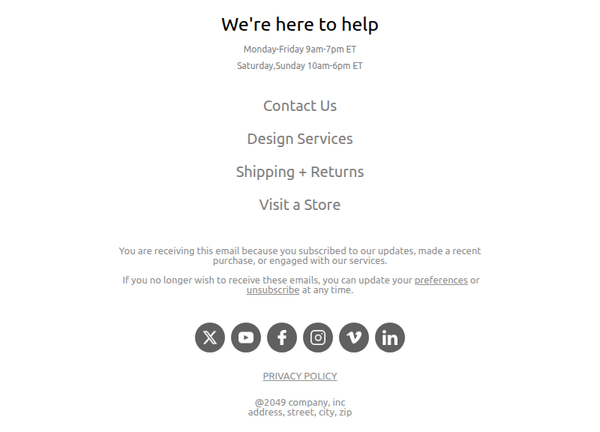 We're here to help
Monday-Friday 9am-7pm ET
Saturday,Sunday 10am-6pm ET
Contact Us
Design Services
Shipping + Returns
Visit a Store
You are receiving this email because you subscribed to our updates, made a recent
purchase, or engaged with our services.
If you no longer wish to receive these emails, you can update your preferences or
unsubscribe at any time.
PRIVACY POLICY
@2049 company, inc
address, street, city, zip